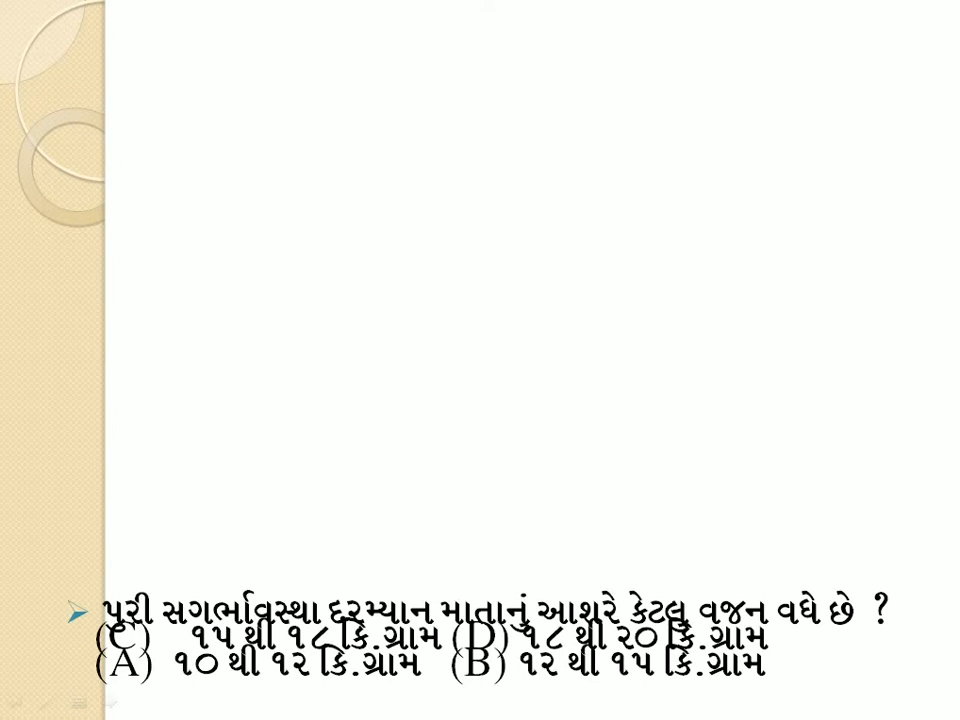 ➢ પુરી સગર્ભાવસ્થા દરમ્યાન માતાનું આશરે કેટલુ વજન વધે છે ?
(C) ૧૫ થી ૧૮ કિ.ગ્રામ (D) ૧૮ થી ૨૦ કિ.ગ્રામ
(A) ૧૦ થી ૧૨ કિ.ગ્રામ (B) ૧૨ થી ૧૫ કિ.ગ્રામ